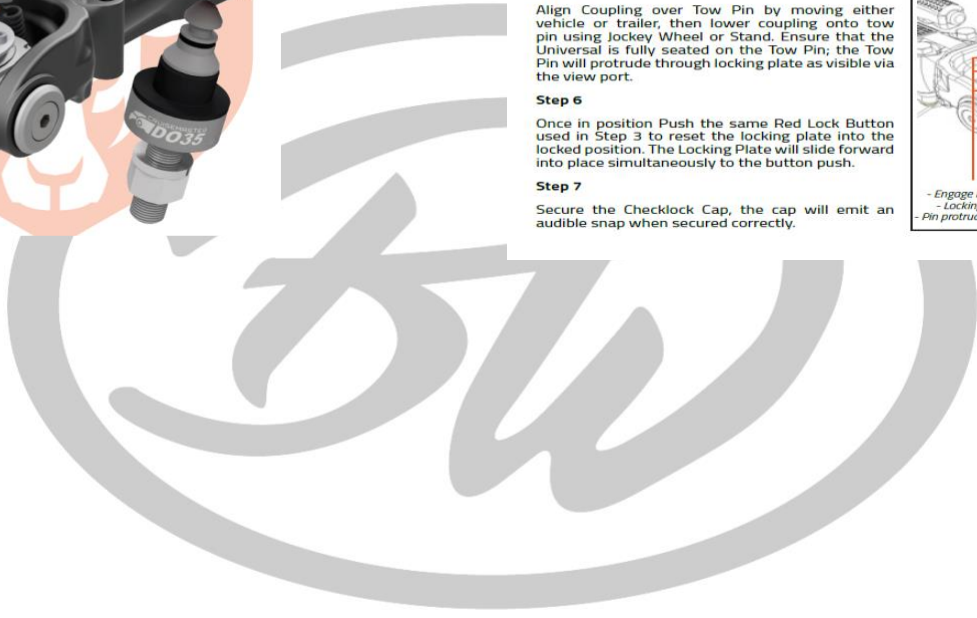 DO35
Align Coupling over Tow Pin by moving either
vehicle or trailer, then lower coupling onto tow
pin using Jockey Wheel or Stand. Ensure that the
Universal is fully seated on the Tow Pin; the Tow
Pin will protrude through locking plate as visible via
the view port.
Step 6
Once in position Push the same Red Lock Button
used in Step 3 to reset the locking plate into the
locked position. The Locking Plate will slide forward
into place simultaneously to the button push.
Step 7
Secure the Checklock Cap, the cap will emit an
audible snap when secured correctly.
- Engage
- Locking
- Pin protru
BW